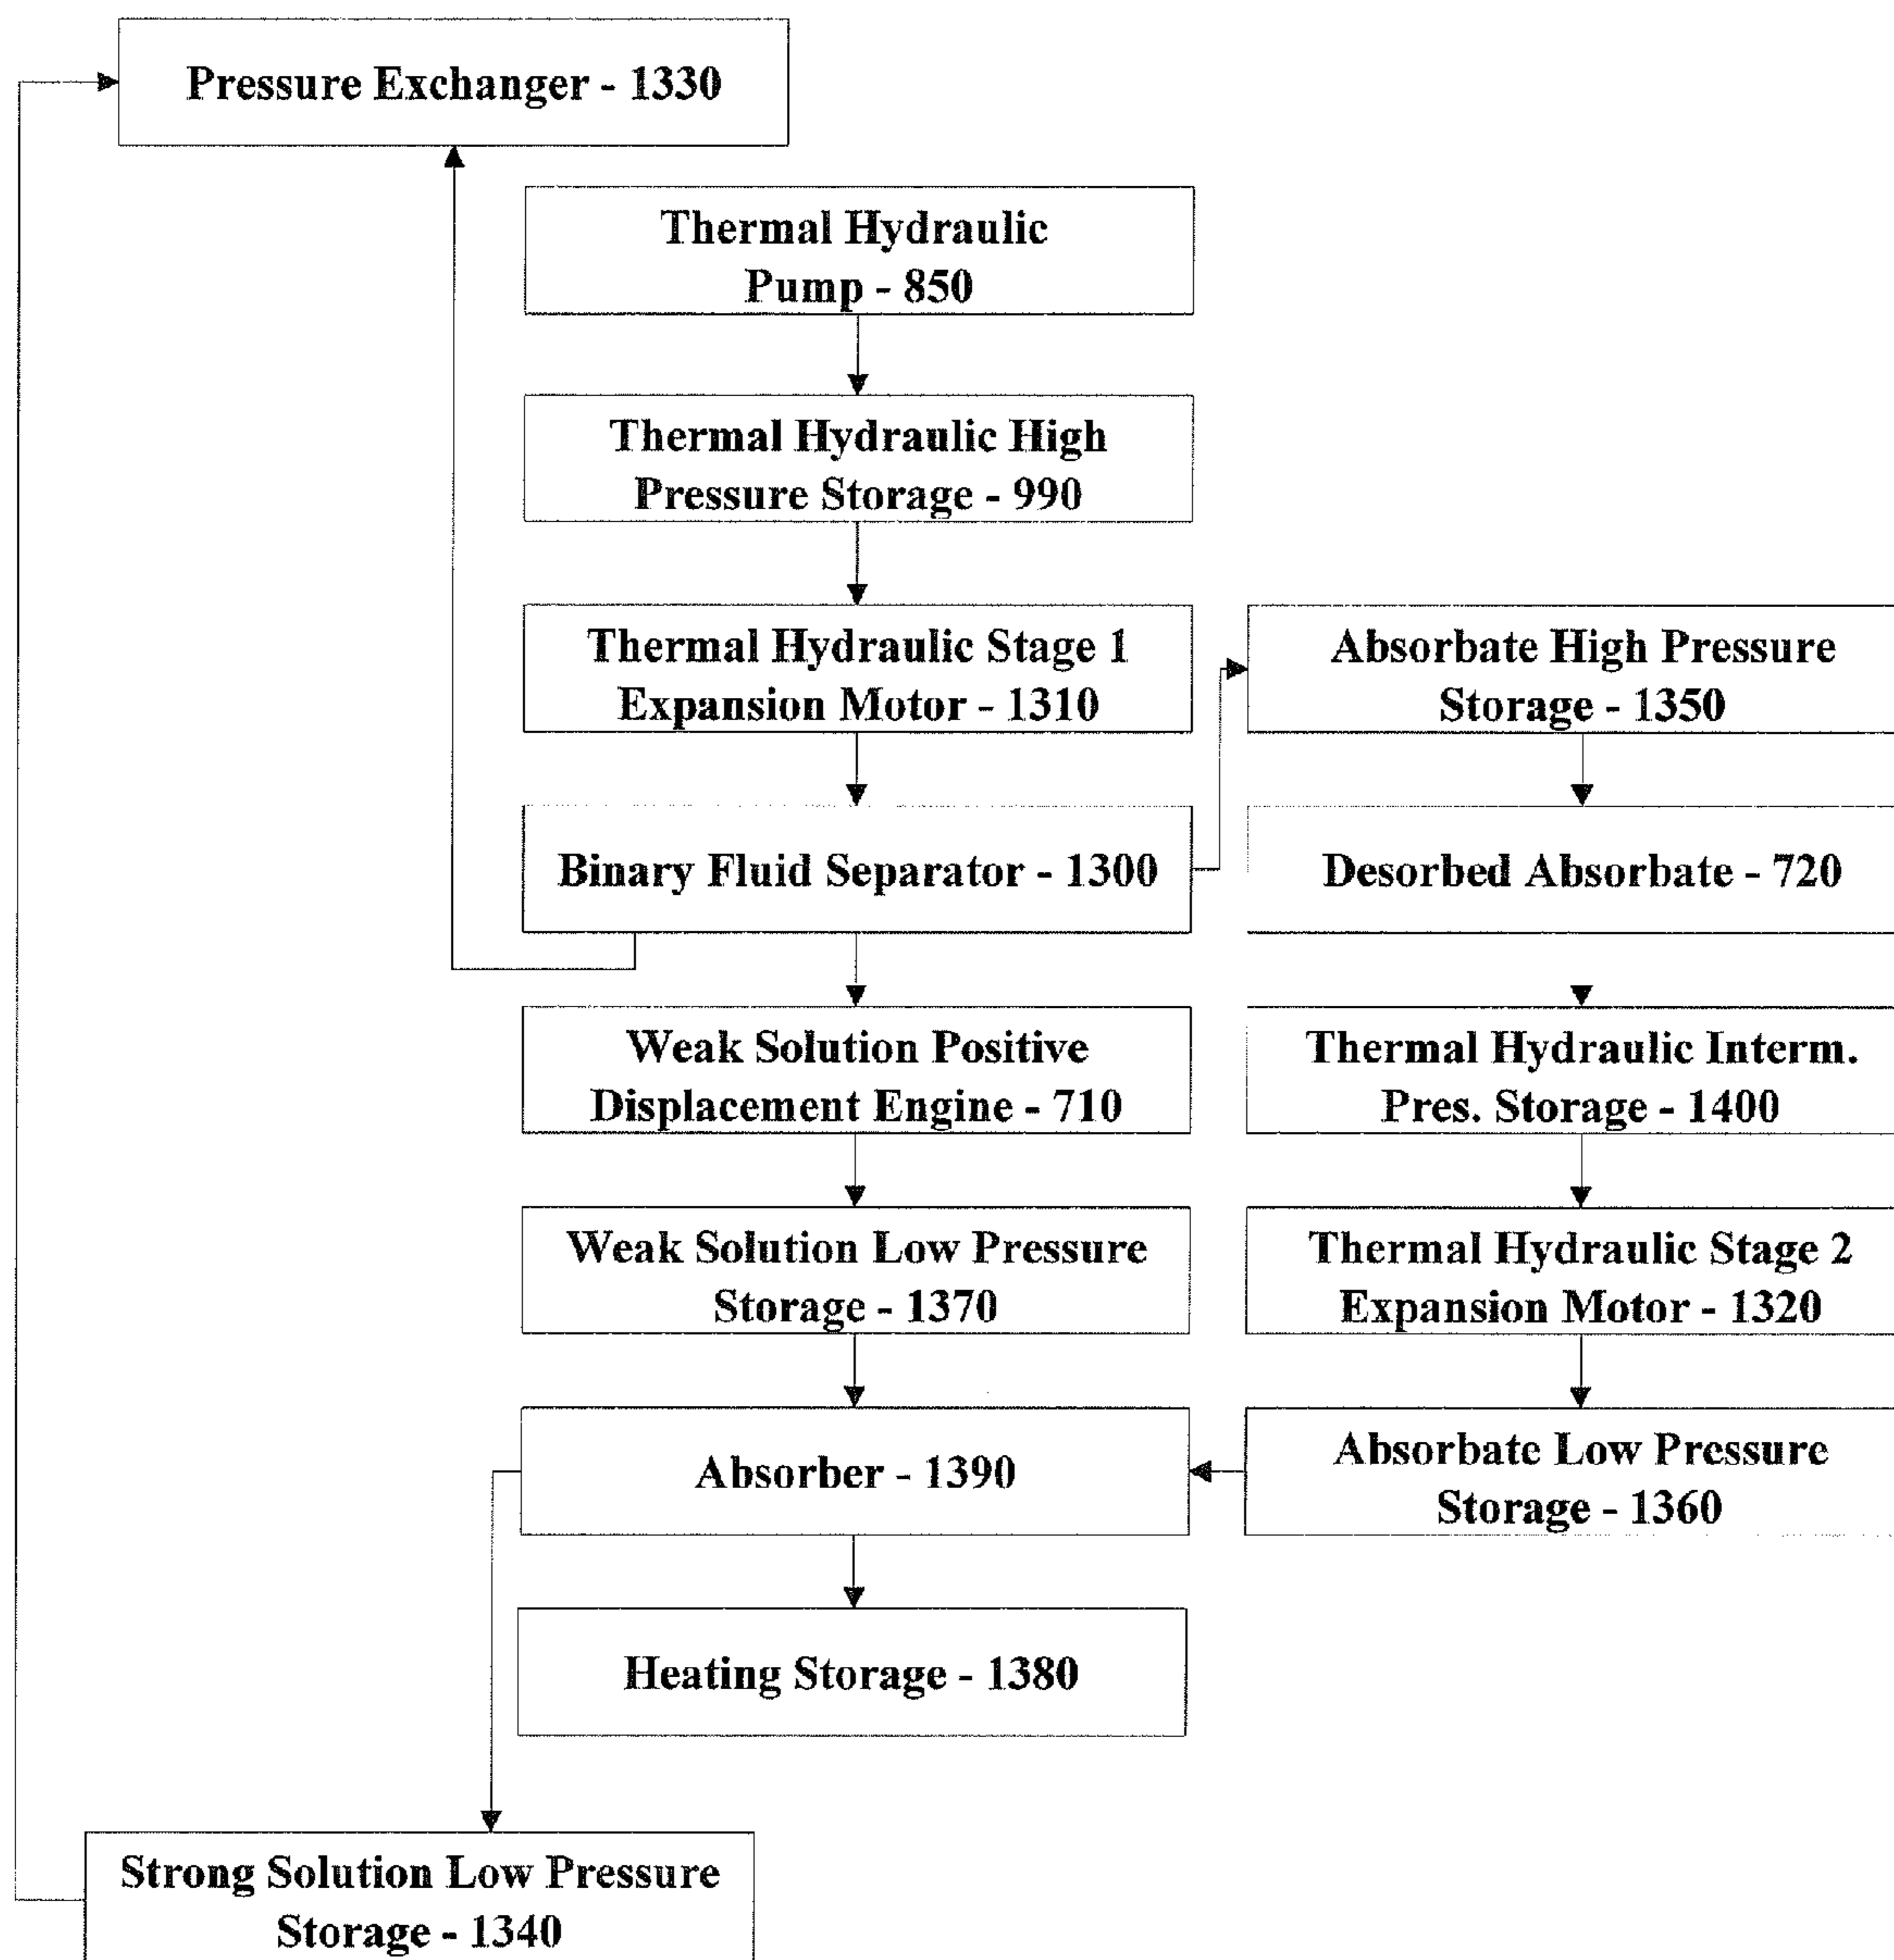 Pressure Exchanger - 1330
Thermal Hydraulic
Pump - 850
Thermal Hydraulic High
Pressure Storage - 990
Thermal Hydraulic Stage 1
Expansion Motor - 1310
Absorbate High Pressure
Storage - 1350
Binary Fluid Separator - 1300
Desorbed Absorbate - 720
Weak Solution Positive
Displacement Engine - 710
Thermal Hydraulic Interm.
Pres. Storage - 1400
Weak Solution Low Pressure
Storage - 1370
Thermal Hydraulic Stage 2
Expansion Motor - 1320
Absorber - 1390
Absorbate Low Pressure
Storage - 1360
Heating Storage - 1380
Strong Solution Low Pressure
Storage - 1340